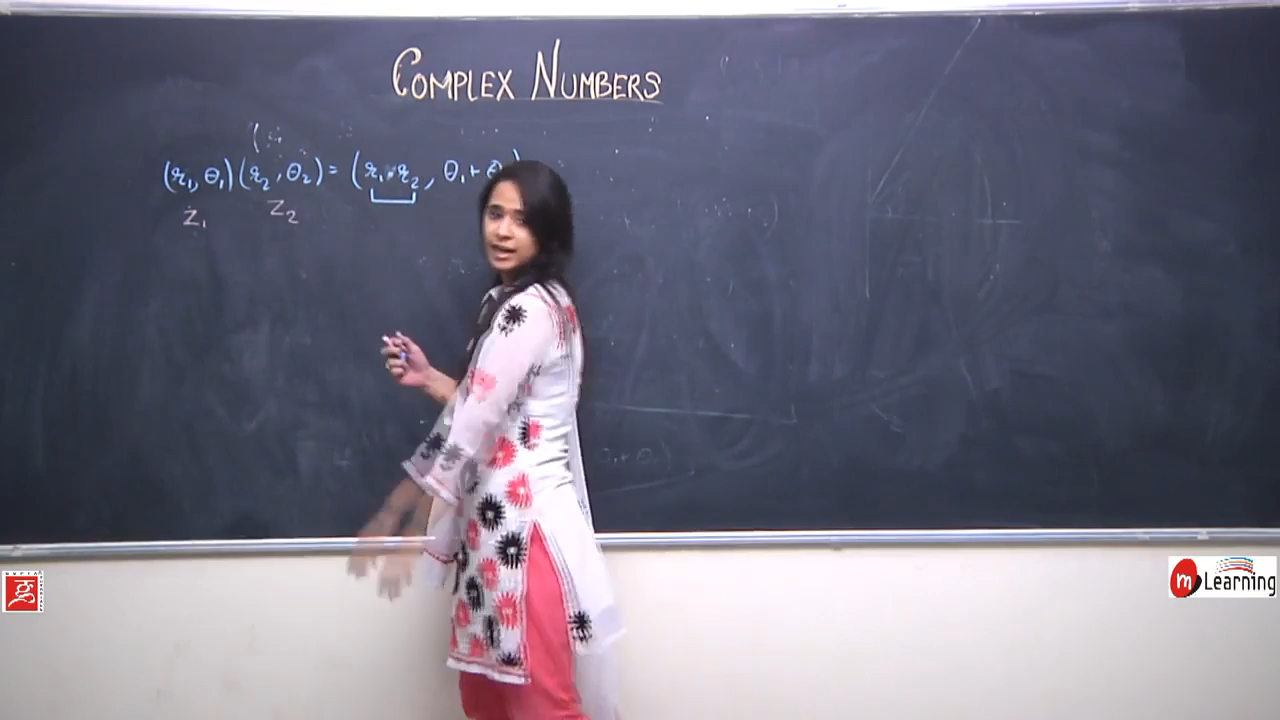 COMPLEX NUMBERS
(r₁, θ₁)(r₂, θ₂) = (r₁ · r₂, θ₁ + θ
Z₁ Z₂
m Learning